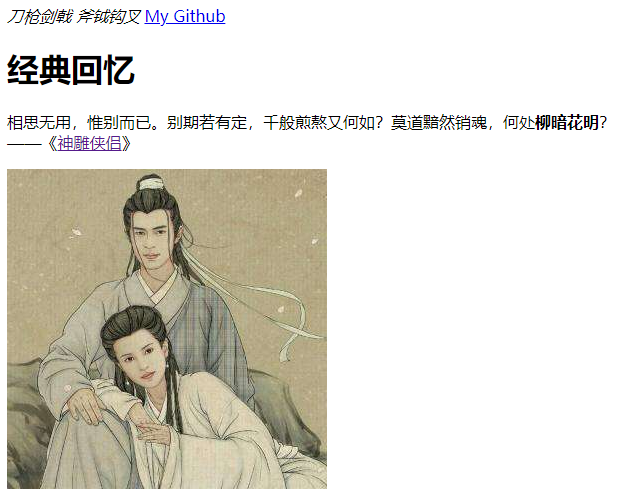 刀枪剑戟 斧钺钩叉 My Github
经典回忆
相思无用，惟别而已。别期若有定，千般煎熬又何如？莫道黯然销魂，何处柳暗花明？
——《神雕侠侣》